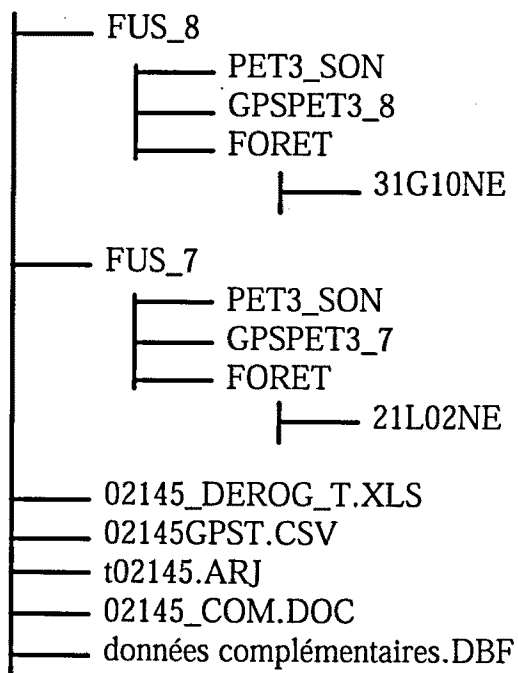 FUS_8
PET3_SON
GPSPET3_8
FORET
31G10NE
FUS_7
PET3_SON
GPSPET3_7
FORET
21L02NE
02145_DEROG_T.XLS
02145GPST.CSV
t02145.ARJ
02145_COM.DOC
données complémentaires.DBF